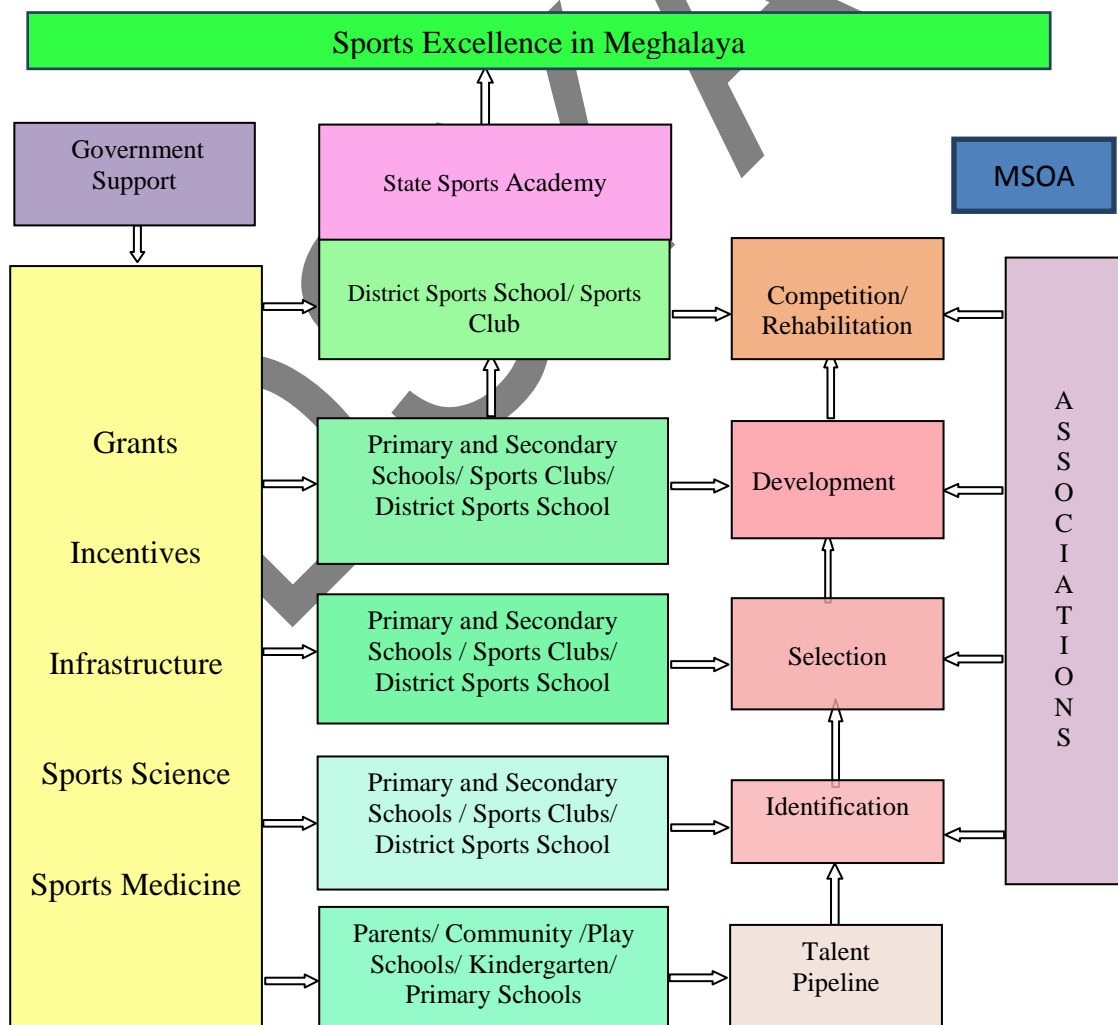 Sports Excellence in Meghalaya
Government
Support
State Sports Academy
MSOA
District Sports School/ Sports
Club
Competition/
Rehabilitation
Grants
Incentives
Infrastructure
Sports Science
Sports Medicine
Primary and Secondary
Schools/ Sports Clubs/
District Sports School
Development
Primary and Secondary
Schools / Sports Clubs/
District Sports School
Selection
Primary and Secondary
Schools / Sports Clubs/
District Sports School
Identification
Parents/ Community /Play
Schools/ Kindergarten/
Primary Schools
Talent
Pipeline
A
S
S
O
C
I
A
T
I
O
N
S